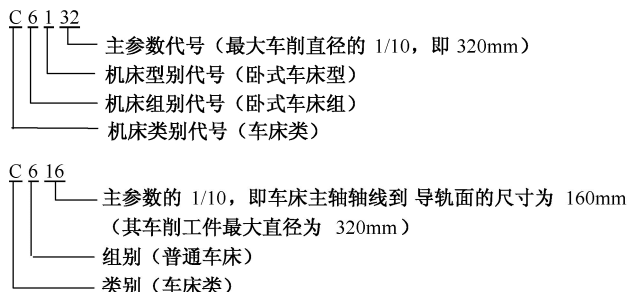 C 6 1 32
主参数代号（最大车削直径的 1/10，即 320mm）
机床型别代号（卧式车床型）
机床组别代号（卧式车床组）
机床类别代号（车床类）
C 6 16
主参数的 1/10，即车床主轴轴线到 导轨面的尺寸为 160mm
（其车削工件最大直径为 320mm）
组别（普通车床）
类别（车床类）